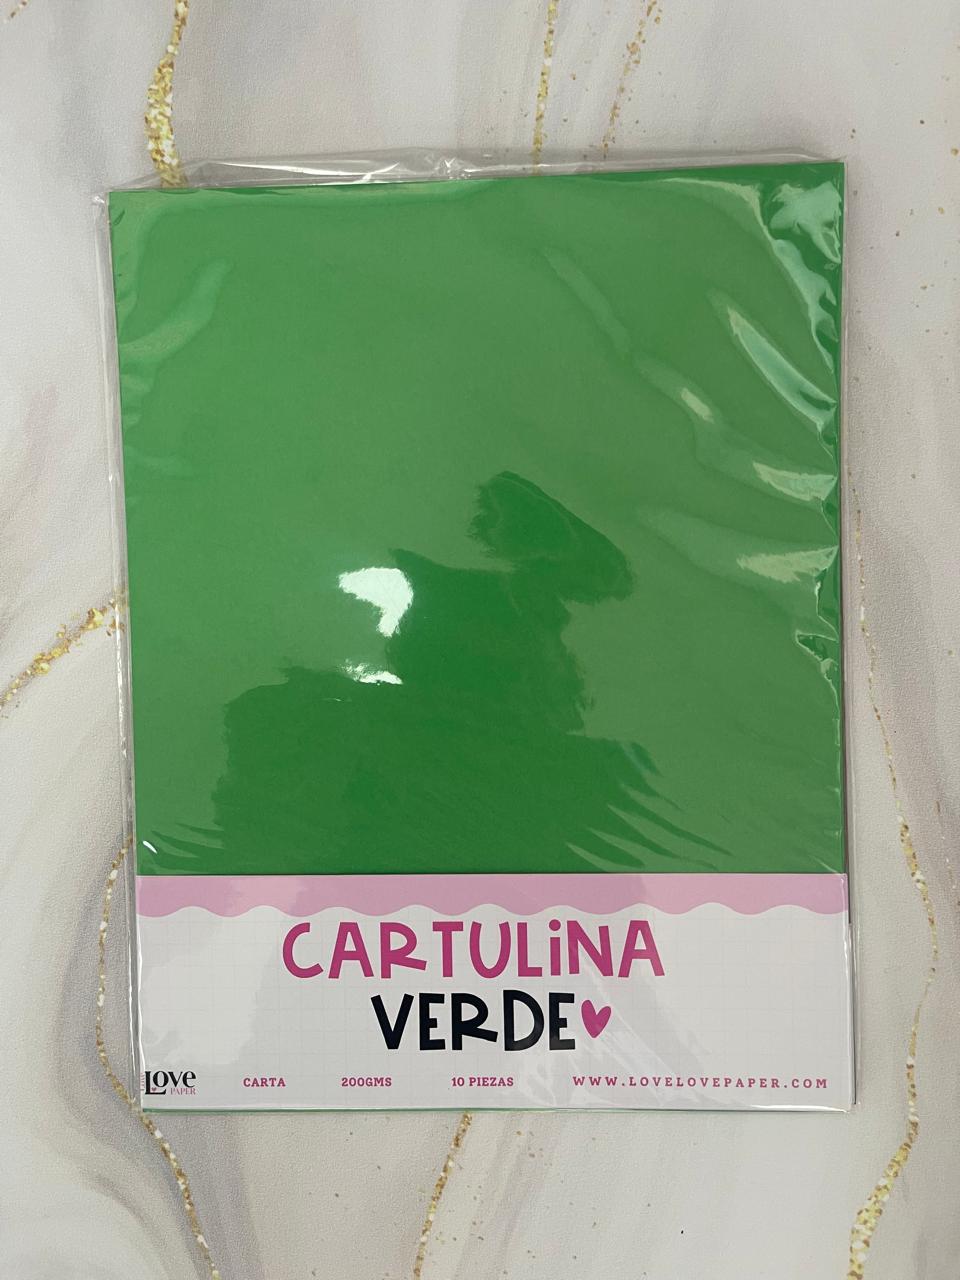 CARTULINA
VERDE
Love
PAPER
CARTA 200GMS 10 PIEZAS WWW.LOVELOVEPAPER.COM